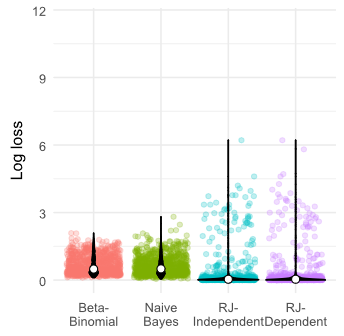 12
9
6
3
0
Log loss
Beta-
Binomial
Naive
Bayes
RJ-
Independent
RJ-
Dependent